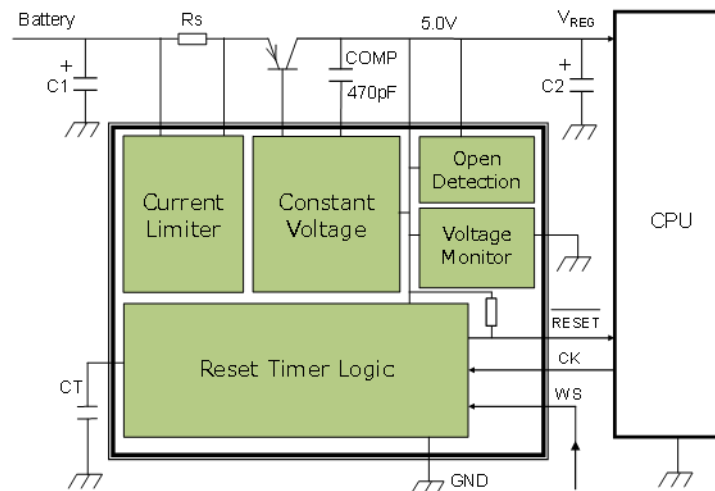 Battery
Rs
5.0V
VREG
C1
+
COMP
470pF
C2
+
Current
Limiter
Constant
Voltage
Open
Detection
Voltage
Monitor
CPU
RESET
Reset Timer Logic
CK
CT
WS
GND